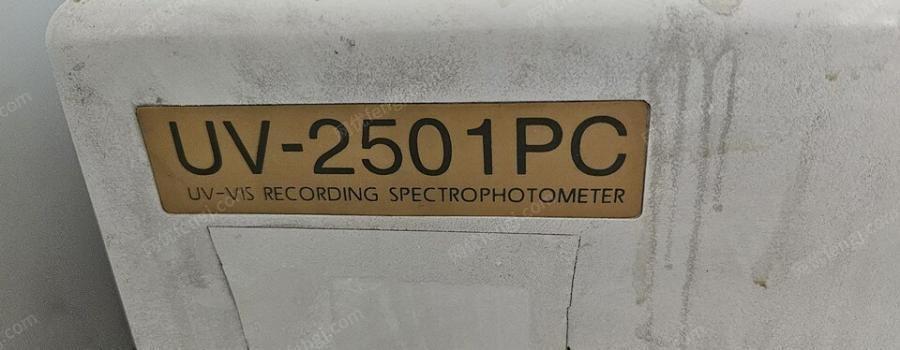 UV-2501PC
UV-VIS RECORDING SPECTROPHOTOMETER